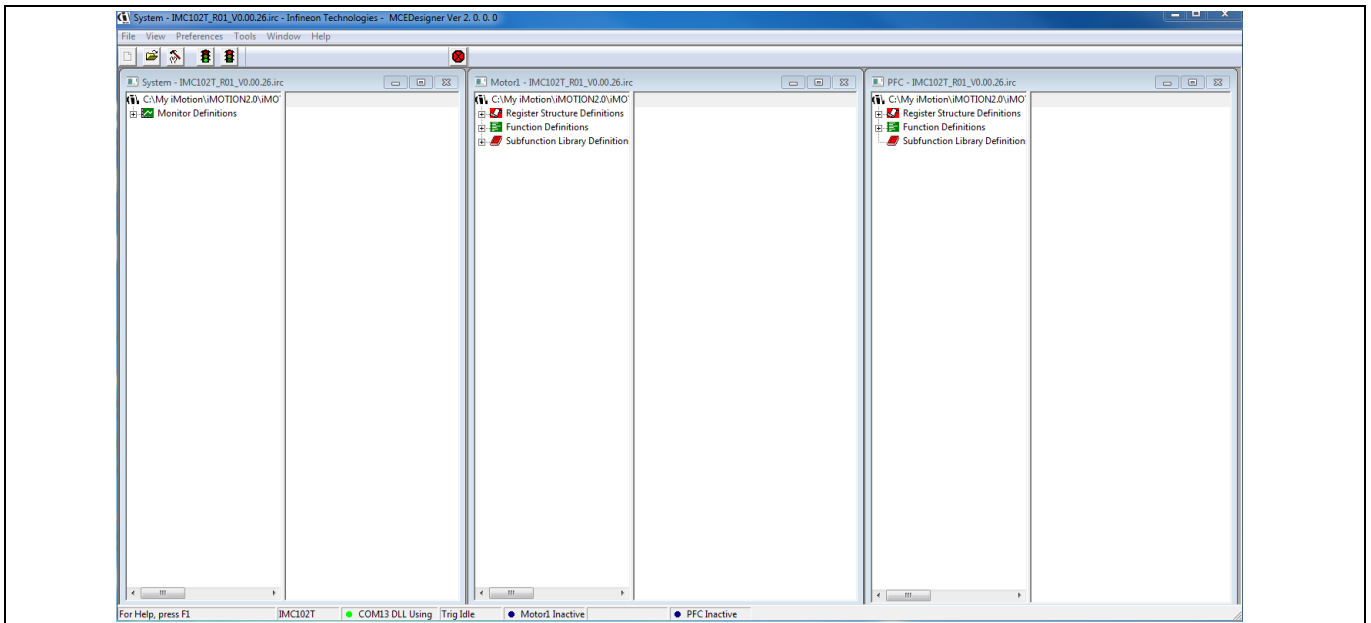 System - IMC102T_R01_V0.00.26.irc - Infineon Technologies - MCEDesigner Ver 2. 0. 0. 0
File View Preferences Tools Window Help
System - IMC102T_R01_V0.00.26.irc
C:\My iMotion\iMOTION2.0\iMO
Monitor Definitions
Motor1 - IMC102T_R01_V0.00.26.irc
C:\My iMotion\iMOTION2.0\iMO
Register Structure Definitions
Function Definitions
Subfunction Library Definition
PFC - IMC102T_R01_V0.00.26.irc
C:\My iMotion\iMOTION2.0\iMO
Register Structure Definitions
Function Definitions
Subfunction Library Definition
For Help, press F1 IMC102T COM13 DLL Using Trig Idle Motor1 Inactive PFC Inactive